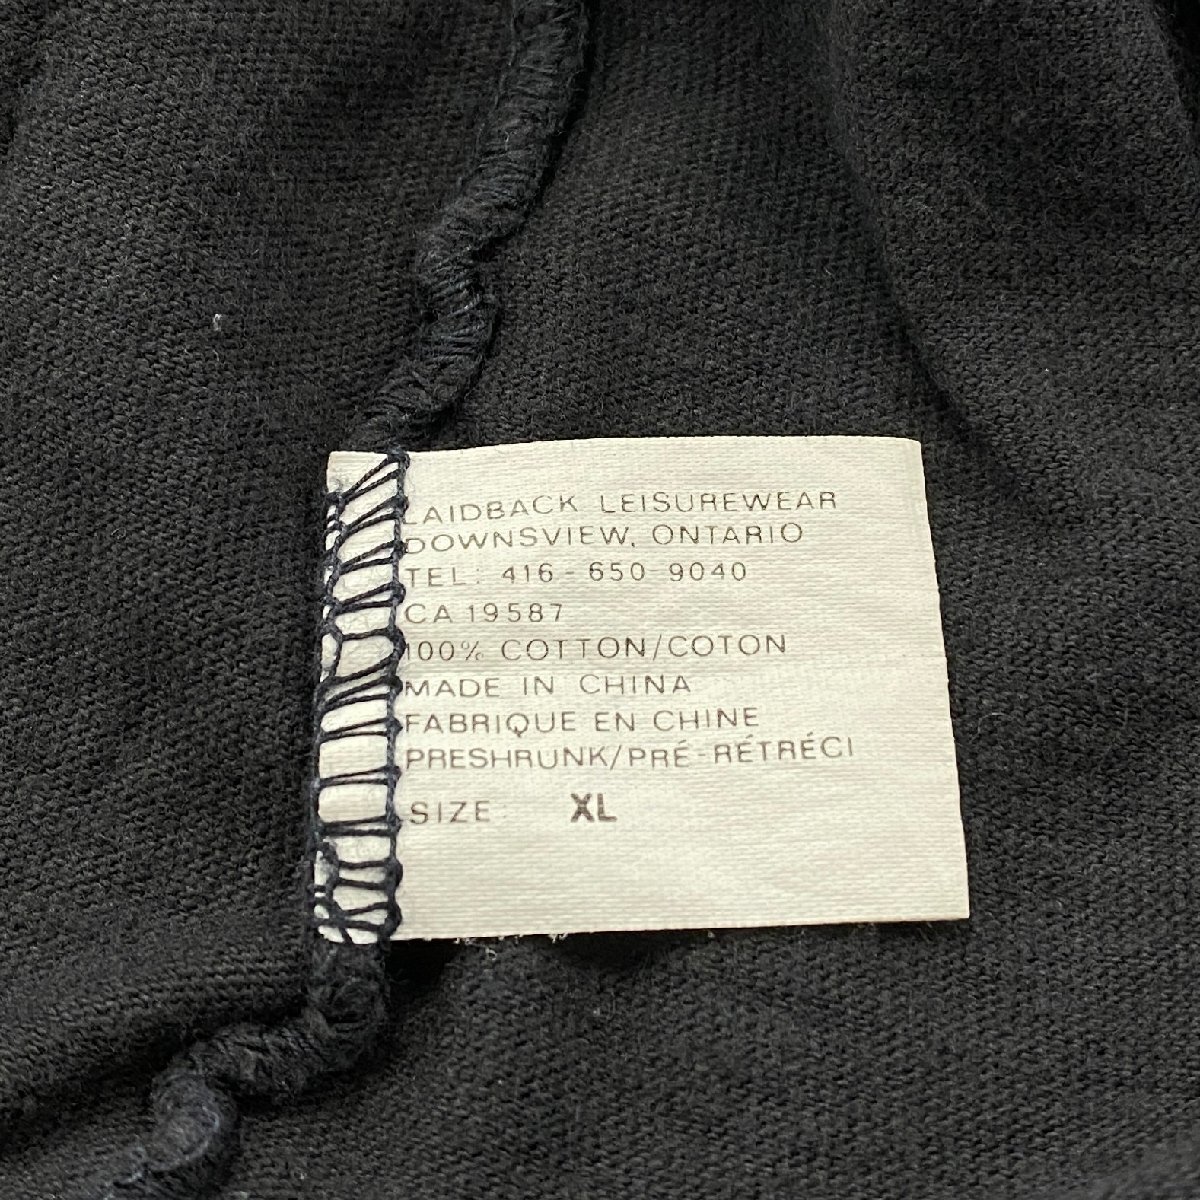 LAIDBACK LEISUREWEAR
DOWNSVIEW, ONTARIO
TEL: 416-650-9040
CA 19587
100% COTTON/COTON
MADE IN CHINA
FABRIQUE EN CHINE
PRESHRUNK/PRÉ-RÉTRÉCI
SIZE XL